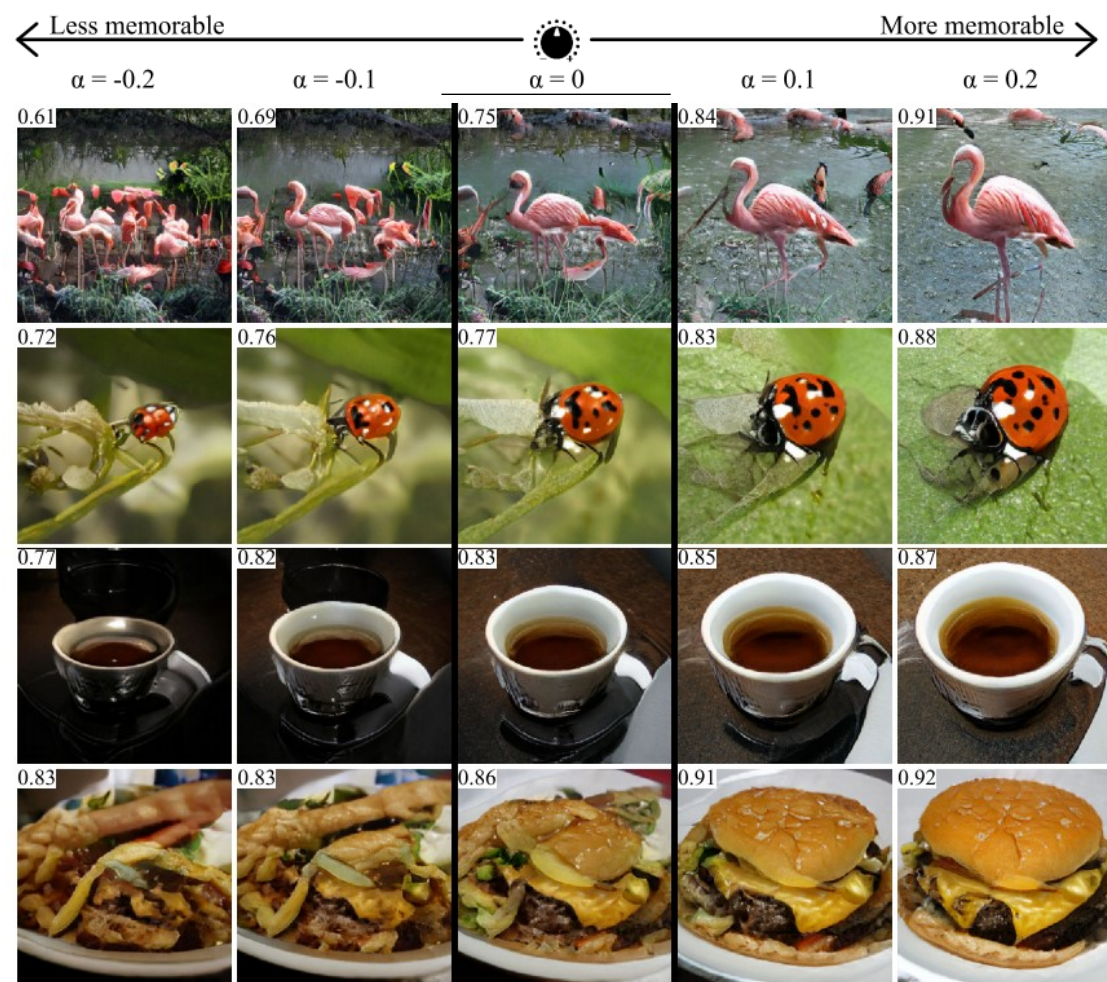 Less memorable More memorable
α = -0.2 α = -0.1 α = 0 α = 0.1 α = 0.2
0.61 0.69 0.75 0.84 0.91
0.72 0.76 0.77 0.83 0.88
0.77 0.82 0.83 0.85 0.87
0.83 0.83 0.86 0.91 0.92